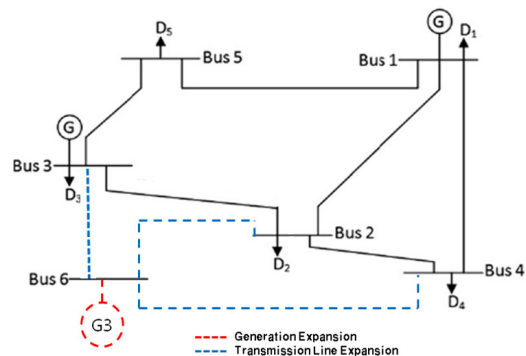 G
D5
Bus 5
Bus 1
D1
G
Bus 3
D3
Bus 2
D2
Bus 6
Bus 4
D4
G3
Generation Expansion
Transmission Line Expansion